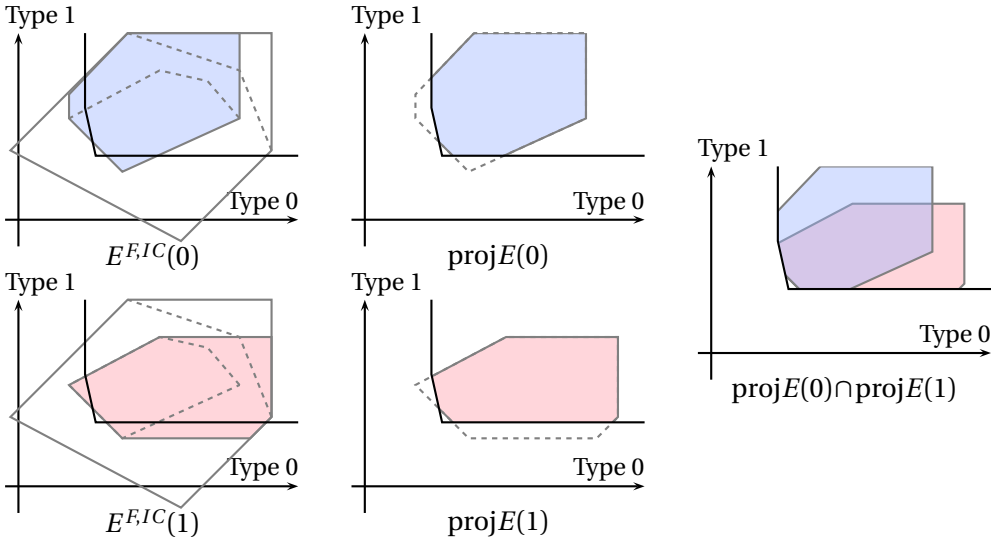 Type 1
Type 0
E^{F,IC}(0)
Type 1
Type 0
projE(0)
Type 1
Type 0
E^{F,IC}(1)
Type 1
Type 0
projE(1)
Type 1
Type 0
projE(0)∩projE(1)